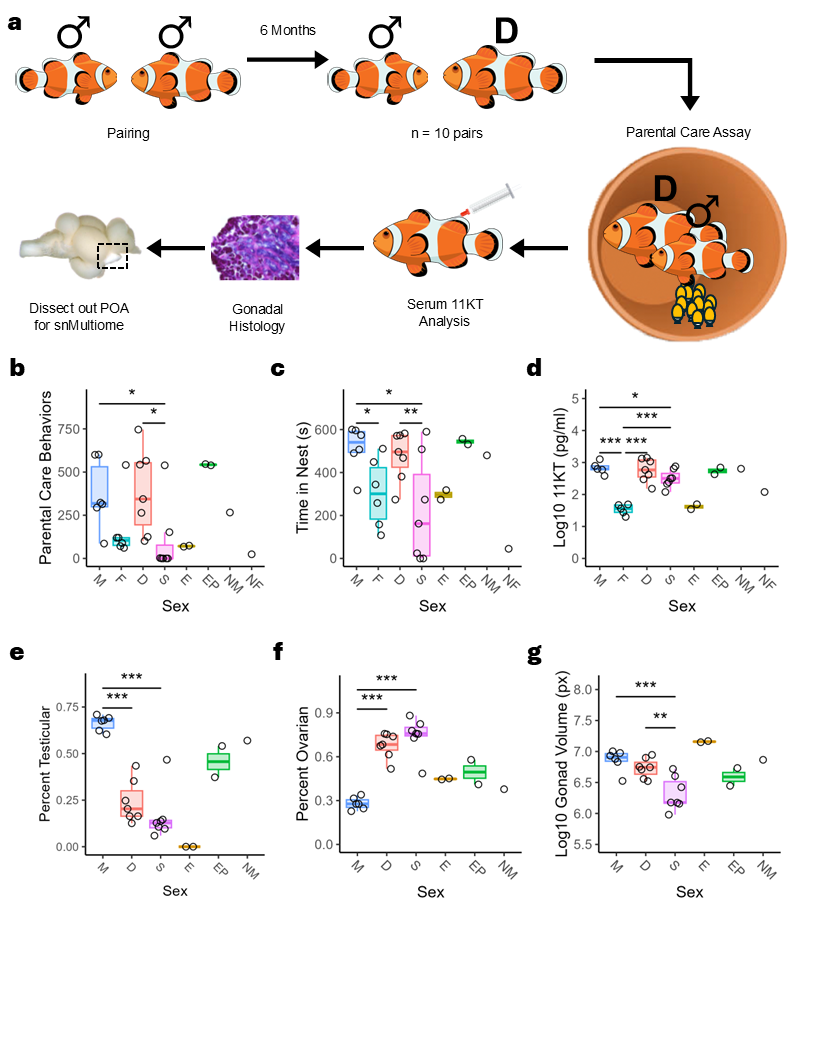 a
♂
♂
6 Months
♂
D
Pairing
n = 10 pairs
Parental Care Assay
D
♂
Dissect out POA
for snMultiome
Gonadal
Histology
Serum 11KT
Analysis
b
Parental Care Behaviors
750
500
250
0
*
*
M
F
D
S
E
EP
NM
NF
Sex
c
Time in Nest (s)
600
400
200
0
*
*
**
M
F
D
S
E
EP
NM
NF
Sex
d
Log10 11KT (pg/ml)
5
4
3
2
1
0
*
***
*** ***
M
F
D
S
E
EP
NM
NF
Sex
e
Percent Testicular
0.75
0.50
0.25
0.00
***
***
M
D
S
E
EP
NM
Sex
f
Percent Ovarian
0.9
0.6
0.3
0.0
***
***
M
D
S
E
EP
NM
Sex
g
Log10 Gonad Volume (px)
8.0
7.5
7.0
6.5
6.0
5.5
***
**
M
D
S
E
EP
NM
Sex